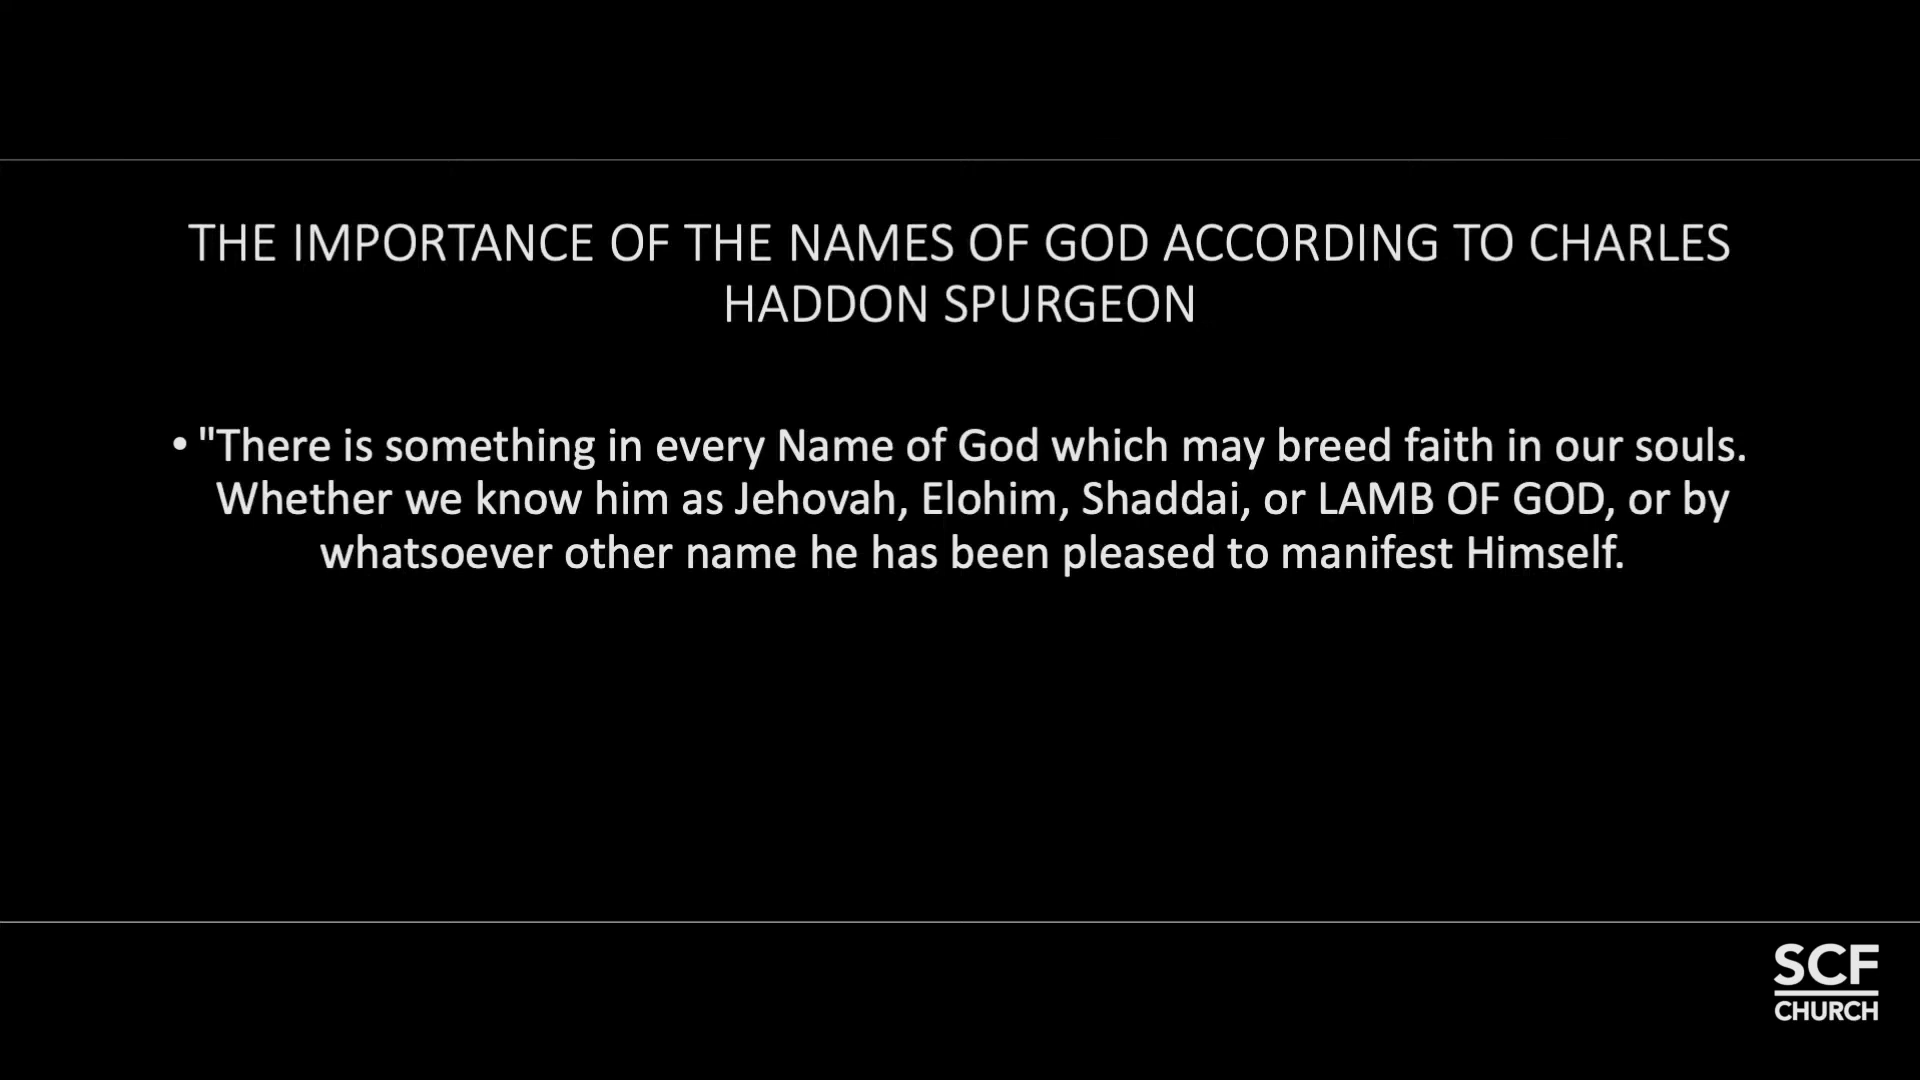 THE IMPORTANCE OF THE NAMES OF GOD ACCORDING TO CHARLES
HADDON SPURGEON
• "There is something in every Name of God which may breed faith in our souls.
Whether we know him as Jehovah, Elohim, Shaddai, or LAMB OF GOD, or by
whatsoever other name he has been pleased to manifest Himself.
SCF
CHURCH